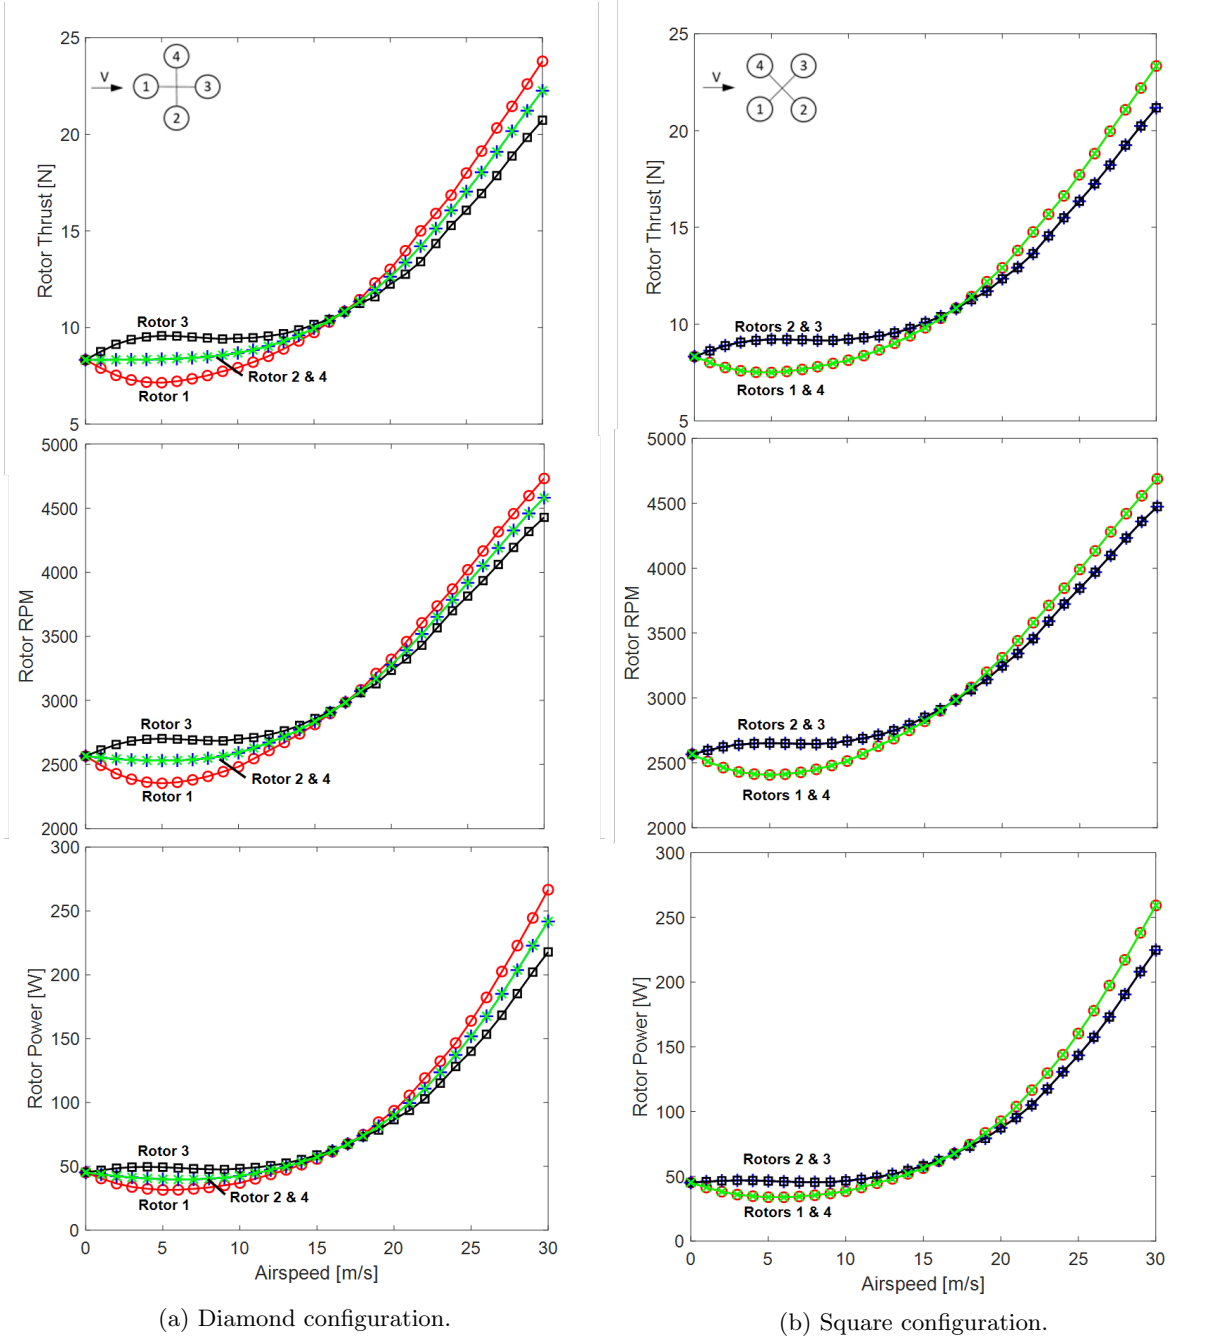 25
20
15
10
5
Rotor Thrust [N]
V
4
1
3
2
Rotor 3
Rotor 2 & 4
Rotor 1
5000
4500
4000
3500
3000
2500
2000
Rotor RPM
Rotor 3
Rotor 2 & 4
Rotor 1
300
250
200
150
100
50
0
Rotor Power [W]
Rotor 3
Rotor 2 & 4
Rotor 1
0 5 10 15 20 25 30
Airspeed [m/s]
(a) Diamond configuration.
25
20
15
10
5
Rotor Thrust [N]
V
4 3
1 2
Rotors 2 & 3
Rotors 1 & 4
5000
4500
4000
3500
3000
2500
2000
Rotor RPM
Rotors 2 & 3
Rotors 1 & 4
300
250
200
150
100
50
0
Rotor Power [W]
Rotors 2 & 3
Rotors 1 & 4
0 5 10 15 20 25 30
Airspeed [m/s]
(b) Square configuration.